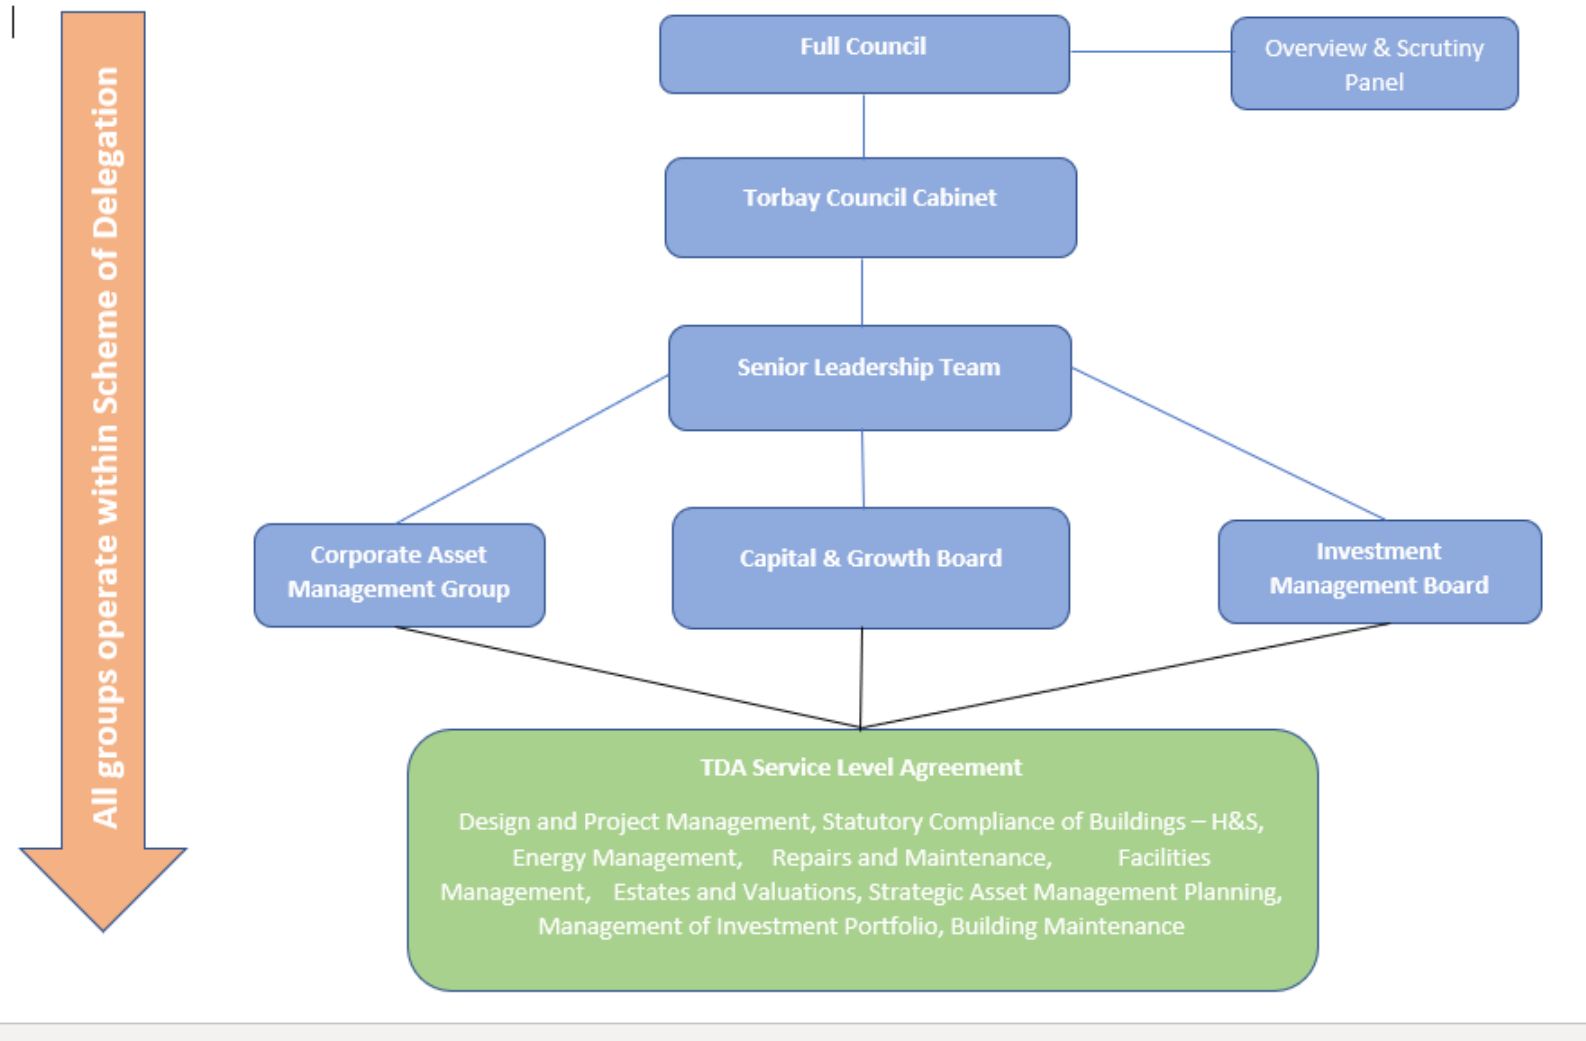 All groups operate within Scheme of Delegation
Full Council
Overview & Scrutiny
Panel
Torbay Council Cabinet
Senior Leadership Team
Corporate Asset
Management Group
Capital & Growth Board
Investment
Management Board
TDA Service Level Agreement
Design and Project Management, Statutory Compliance of Buildings – H&S,
Energy Management, Repairs and Maintenance, Facilities
Management, Estates and Valuations, Strategic Asset Management Planning,
Management of Investment Portfolio, Building Maintenance